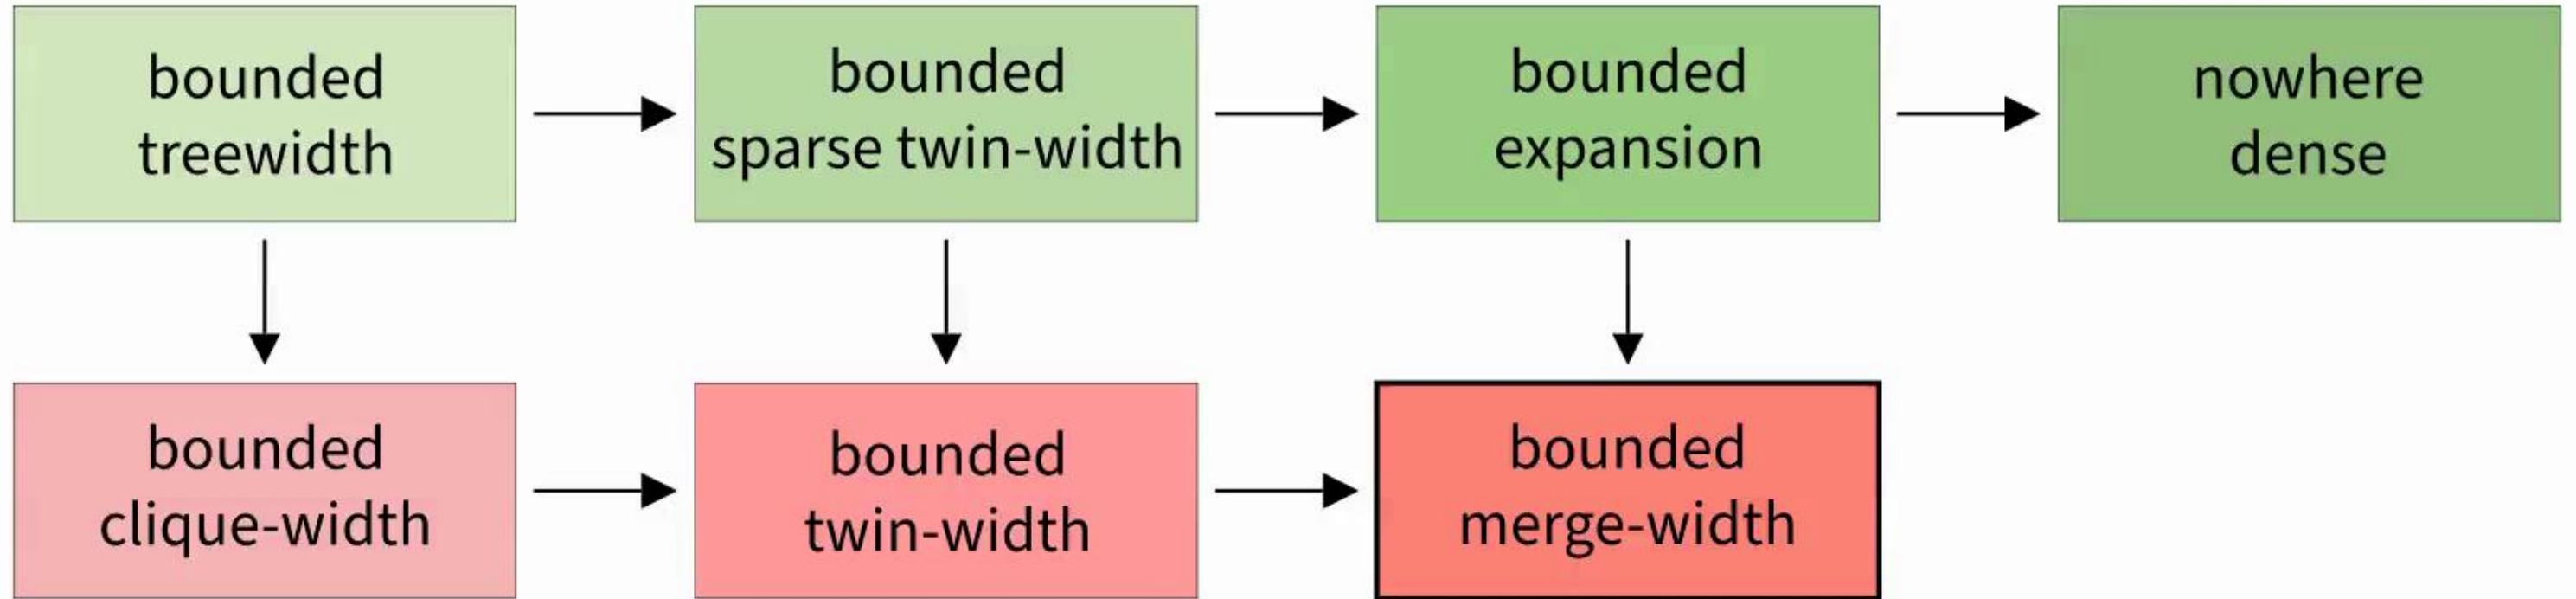 bounded
treewidth
bounded
sparse twin-width
bounded
expansion
nowhere
dense
bounded
clique-width
bounded
twin-width
bounded
merge-width